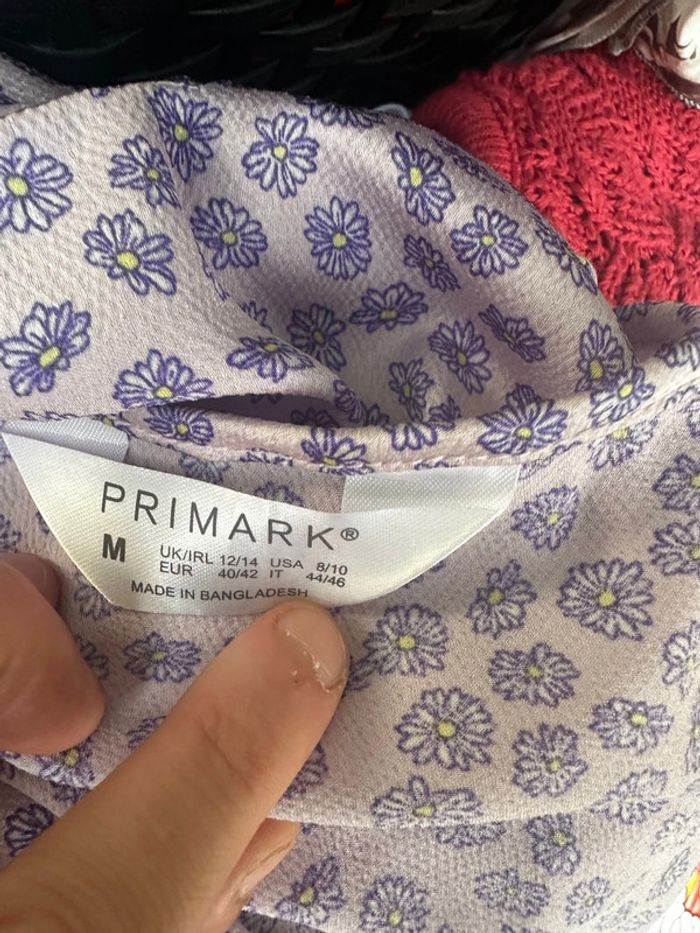 PRIMARK®
M
UK/IRL 12/14 USA 8/10
EUR 40/42 IT 44/46
MADE IN BANGLADESH